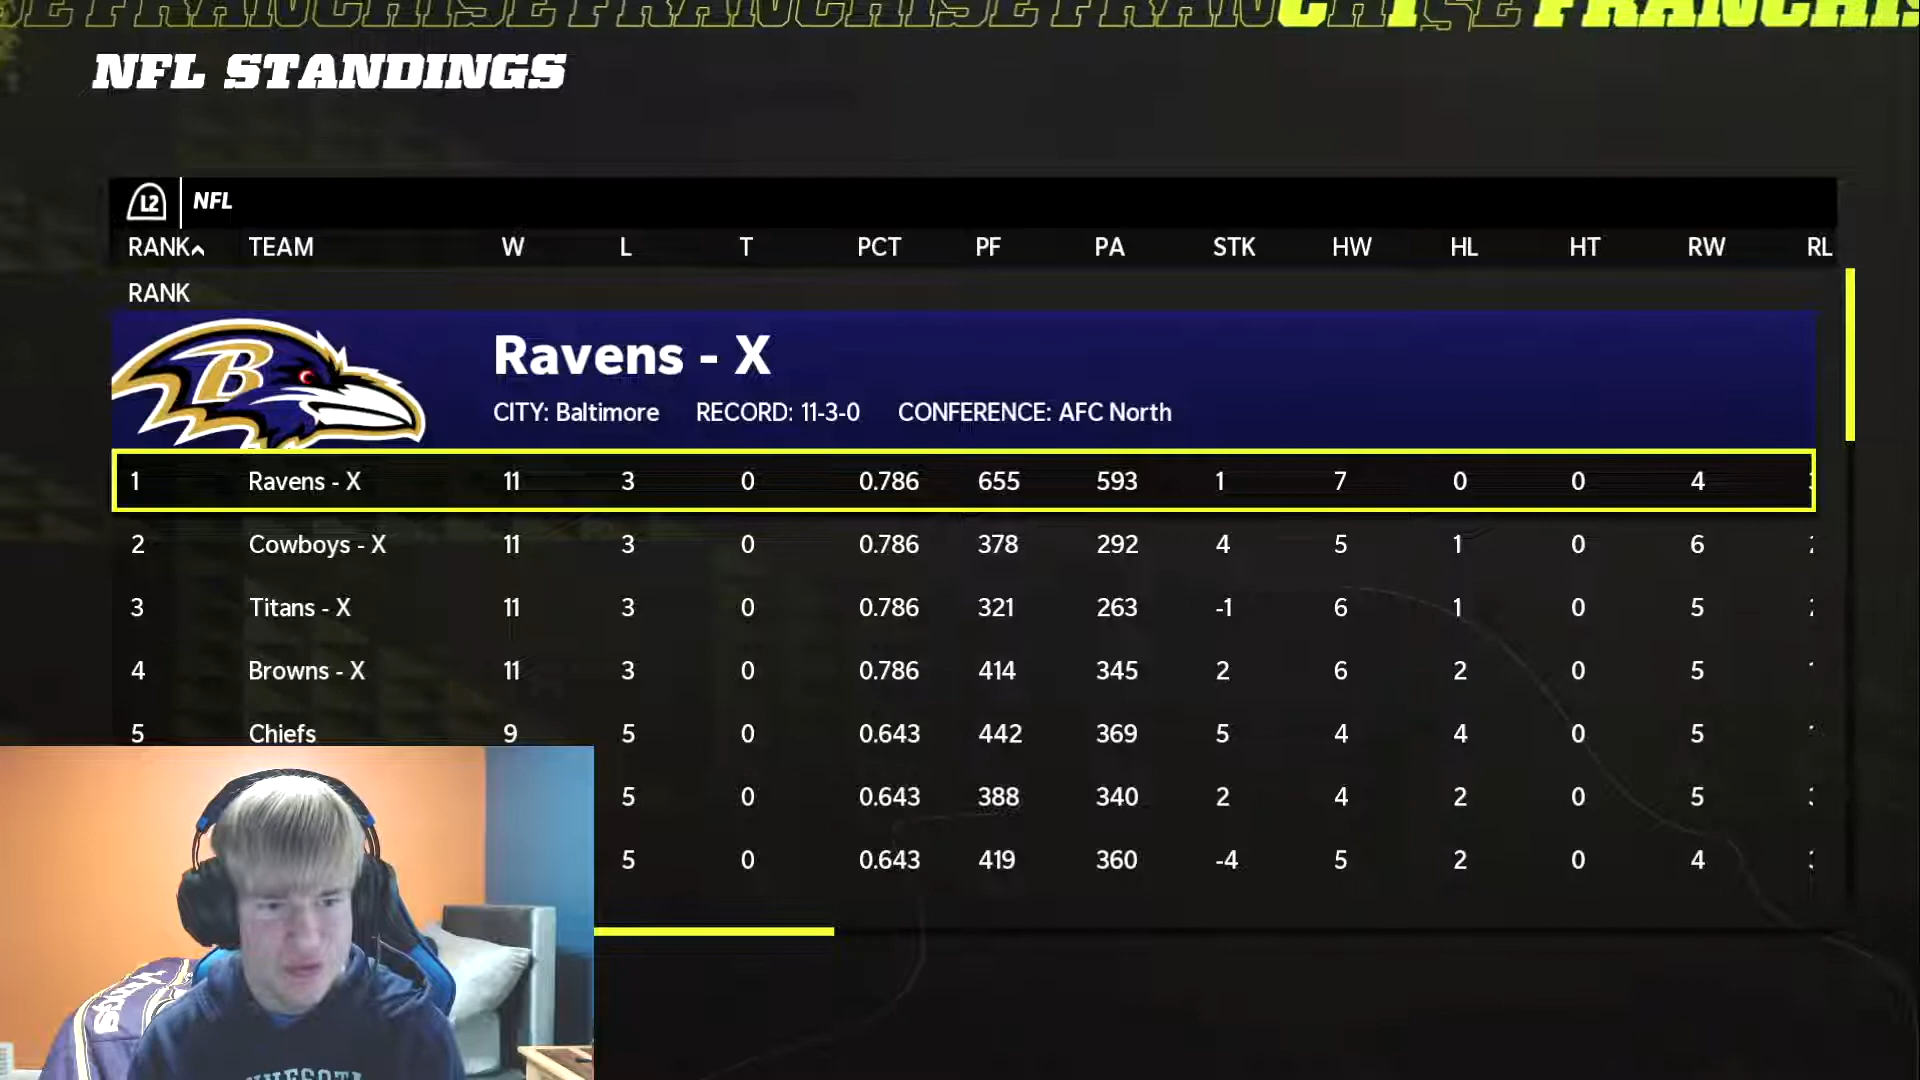 FRANCHISE FRANCHISE FRANCHISE FRANCHISE
NFL STANDINGS
L2 NFL
RANK TEAM W L T PCT PF PA STK HW HL HT RW RL
RANK
B
Ravens - X
CITY: Baltimore RECORD: 11-3-0 CONFERENCE: AFC North
1 Ravens - X 11 3 0 0.786 655 593 1 7 0 0 4
2 Cowboys - X 11 3 0 0.786 378 292 4 5 1 0 6
3 Titans - X 11 3 0 0.786 321 263 -1 6 1 0 5
4 Browns - X 11 3 0 0.786 414 345 2 6 2 0 5
5 Chiefs 9 5 0 0.643 442 369 5 4 4 0 5
5 0 0.643 388 340 2 4 2 0 5
5 0 0.643 419 360 -4 5 2 0 4